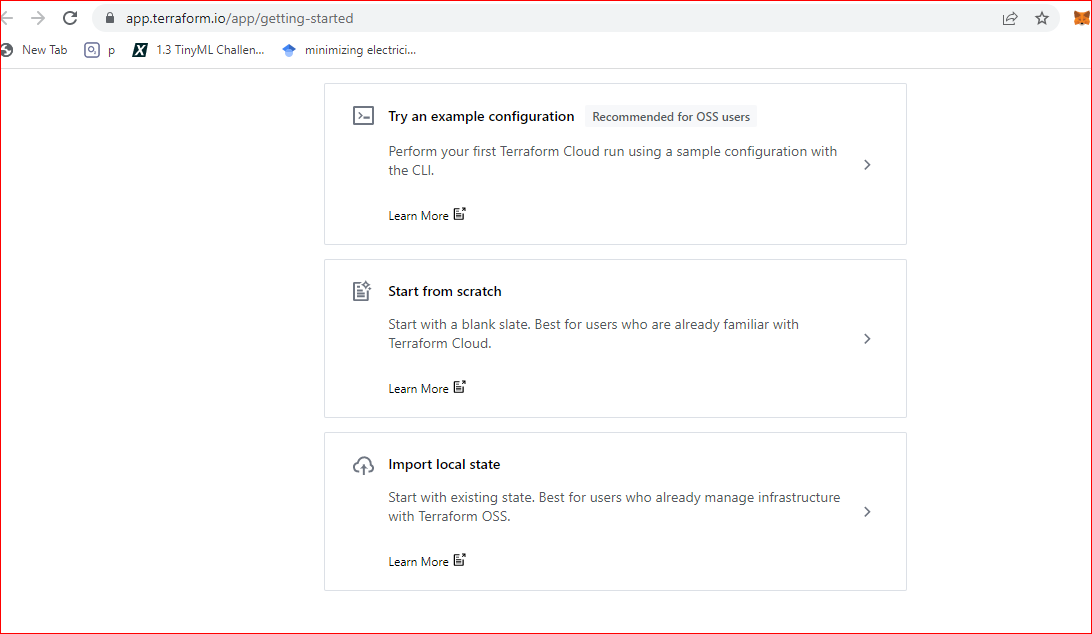 app.terraform.io/app/getting-started
New Tab
p
1.3 TinyML Challen...
minimizing electrici...
Try an example configuration
Recommended for OSS users
Perform your first Terraform Cloud run using a sample configuration with
the CLI.
Learn More
Start from scratch
Start with a blank slate. Best for users who are already familiar with
Terraform Cloud.
Learn More
Import local state
Start with existing state. Best for users who already manage infrastructure
with Terraform OSS.
Learn More